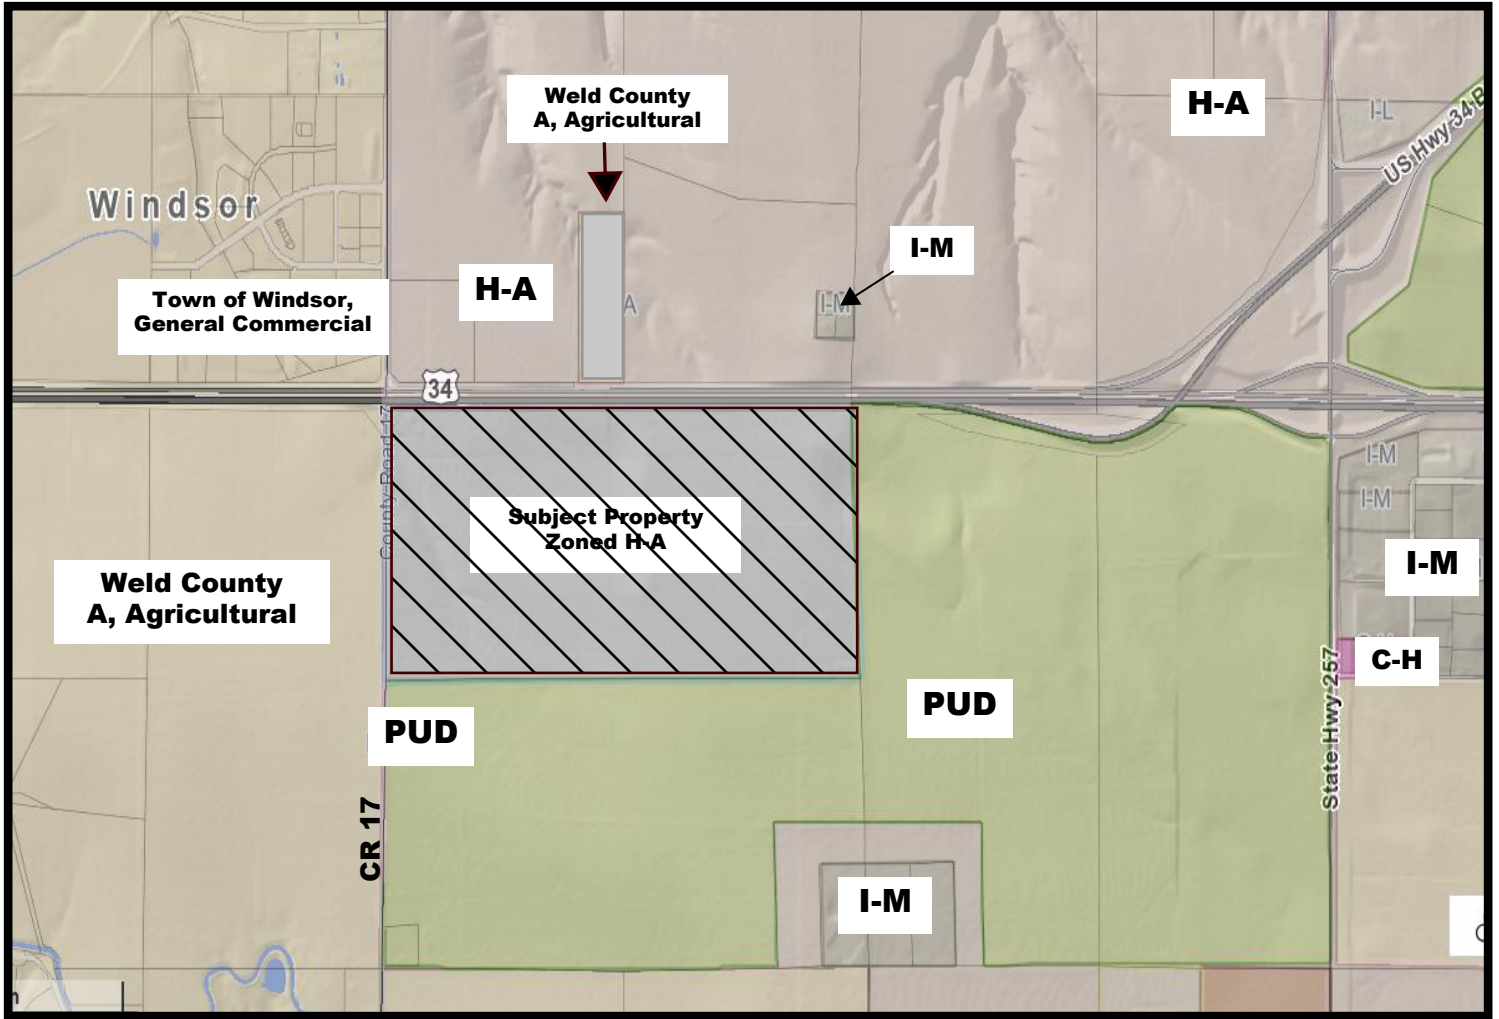 Weld County
A, Agricultural
H-A
I-L
US Hwy 34 B
Windsor
I-M
Town of Windsor,
General Commercial
H-A
A
I-M
34
County Road 17
Subject Property
Zoned H-A
I-M
I-M
I-M
Weld County
A, Agricultural
C-H
State Hwy 257
PUD
PUD
CR 17
I-M